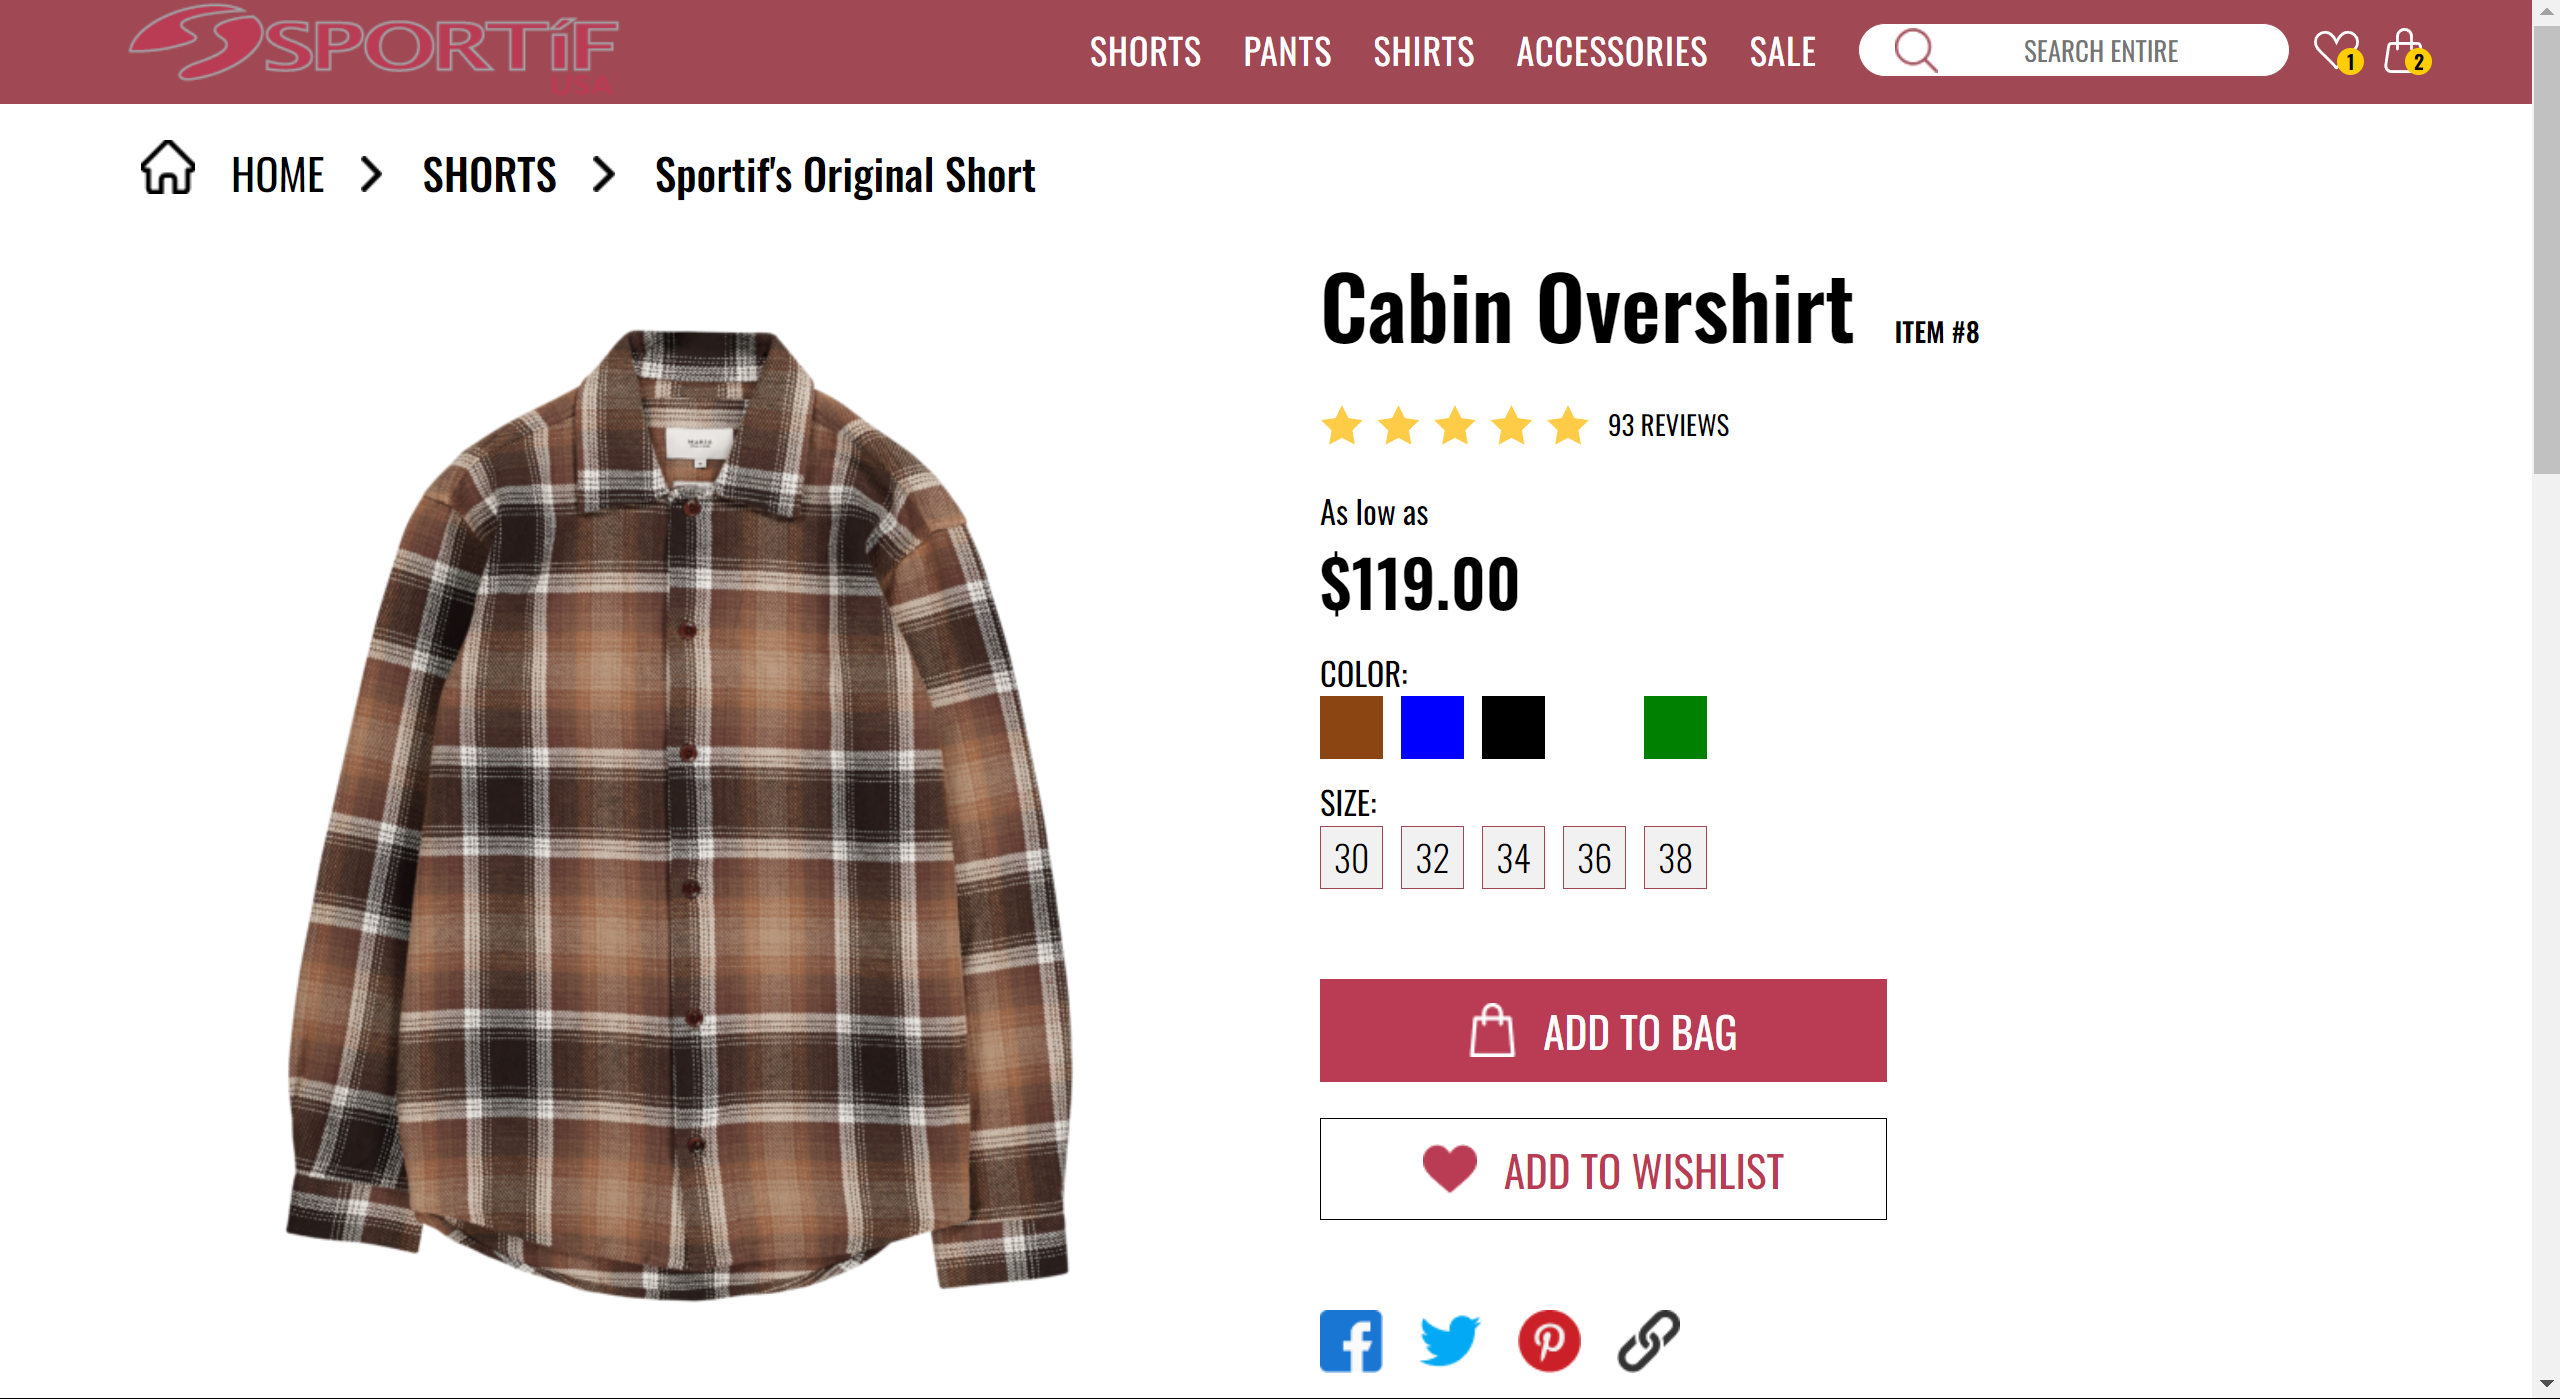 SPORTíF
USA
SHORTS PANTS SHIRTS ACCESSORIES SALE SEARCH ENTIRE 1 2
HOME SHORTS Sportif's Original Short
Cabin Overshirt ITEM #8
93 REVIEWS
As low as
$119.00
COLOR:
SIZE:
30 32 34 36 38
ADD TO BAG
ADD TO WISHLIST